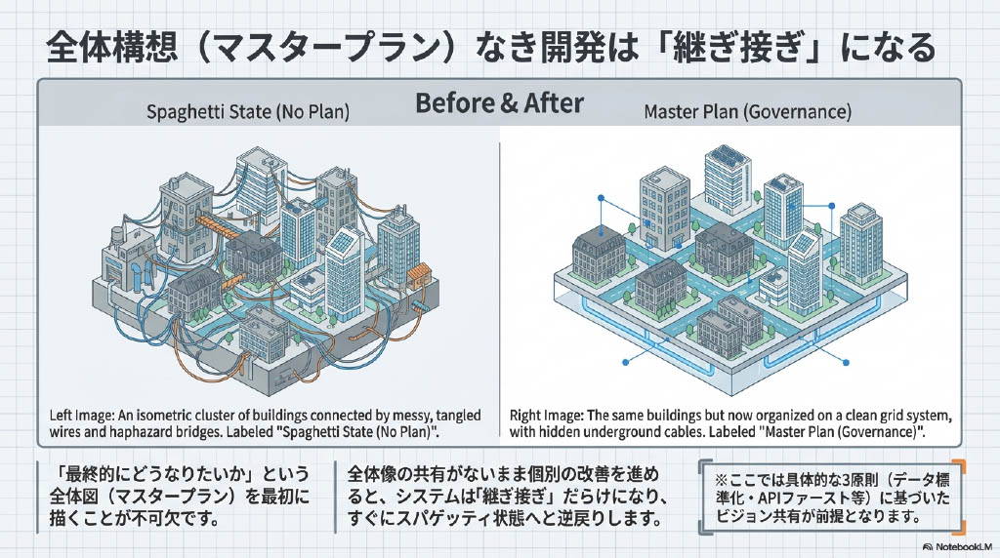 全体構想（マスタープラン）なき開発は「継ぎ接ぎ」になる
Before & After
Spaghetti State (No Plan)
Master Plan (Governance)
Left Image: An isometric cluster of buildings connected by messy, tangled
wires and haphazard bridges. Labeled "Spaghetti State (No Plan)".
Right Image: The same buildings but now organized on a clean grid system,
with hidden underground cables. Labeled "Master Plan (Governance)".
「最終的にどうなりたいか」という
全体図（マスタープラン）を最初に
描くことが不可欠です。
全体像の共有がないまま個別の改善を進め
ると、システムは「継ぎ接ぎ」だらけになり、
すぐにスパゲッティ状態へと逆戻りします。
※ここでは具体的な3原則（データ標
準化・APIファースト等）に基づいた
ビジョン共有が前提となります。
NotebookLM